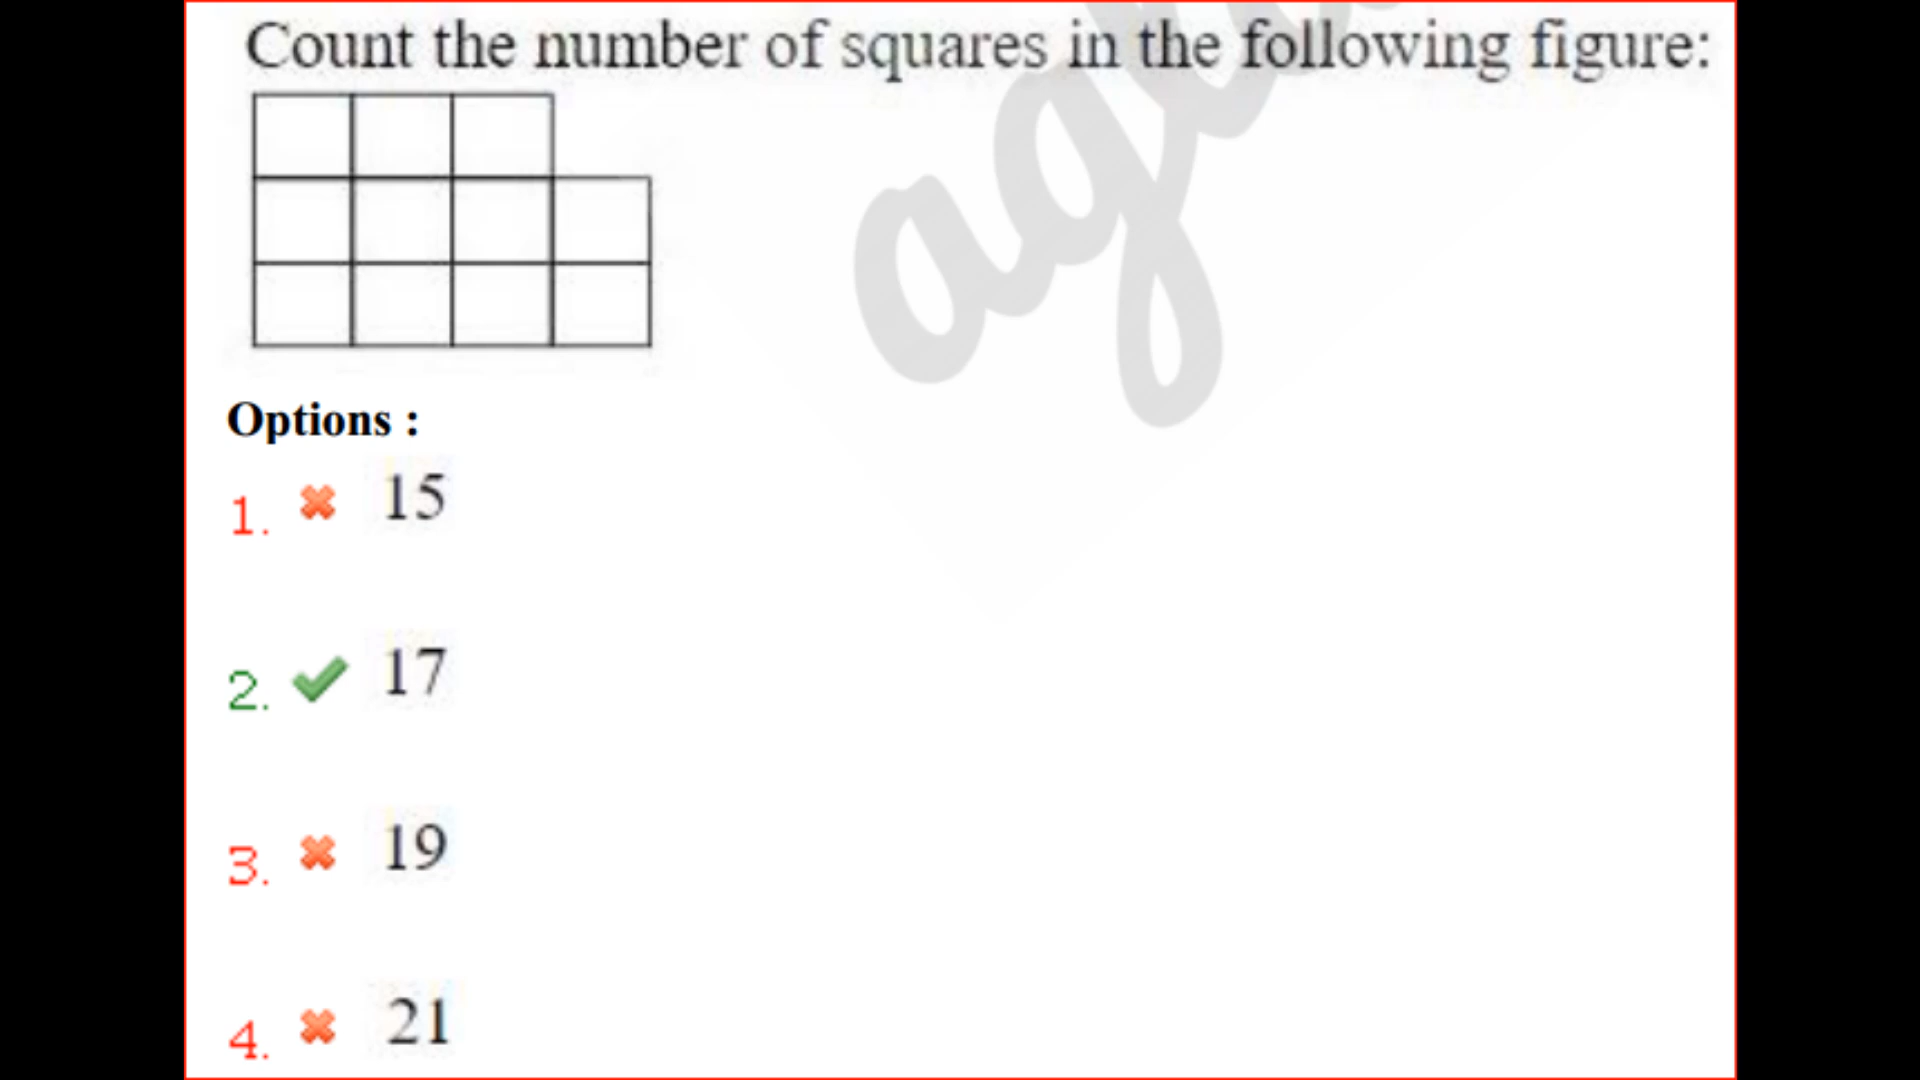 Count the number of squares in the following figure:
Options :
1. 15
2. 17
3. 19
4. 21